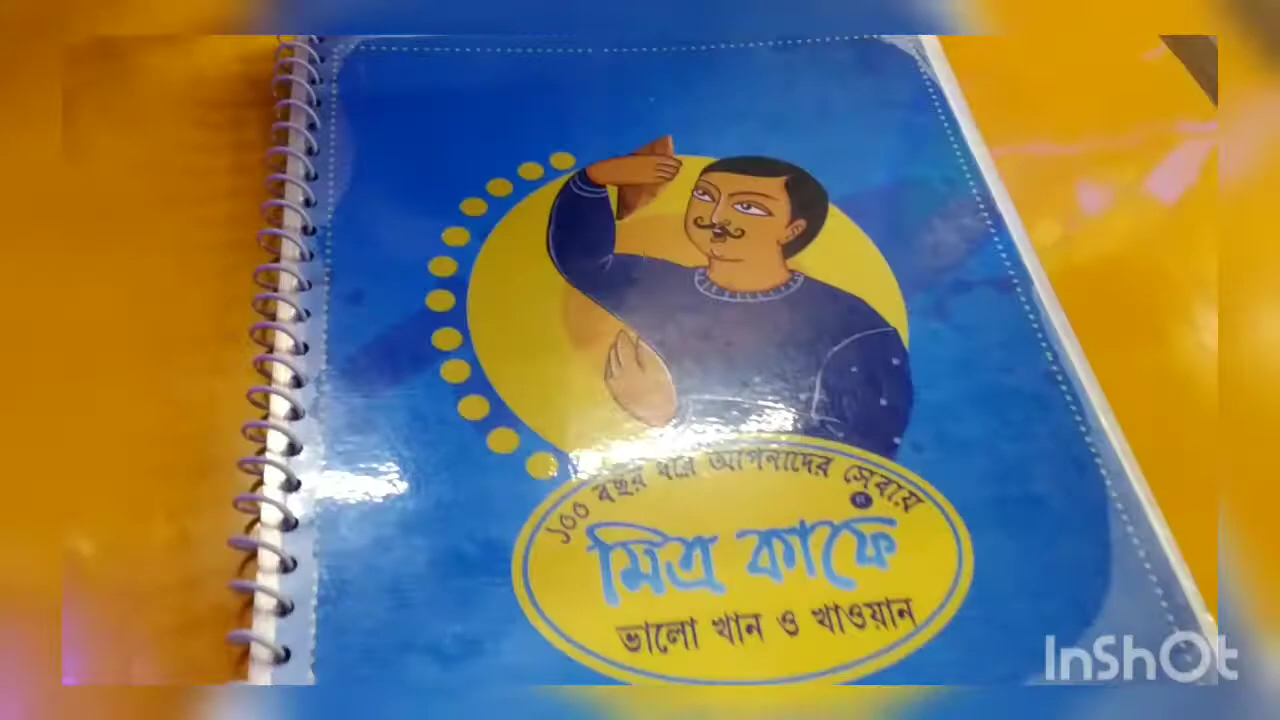 ১০০ বছর ধরে আপনাদের সেবায়
মিত্র কাফে
R
ভালো খান ও খাওয়ান
InShOt